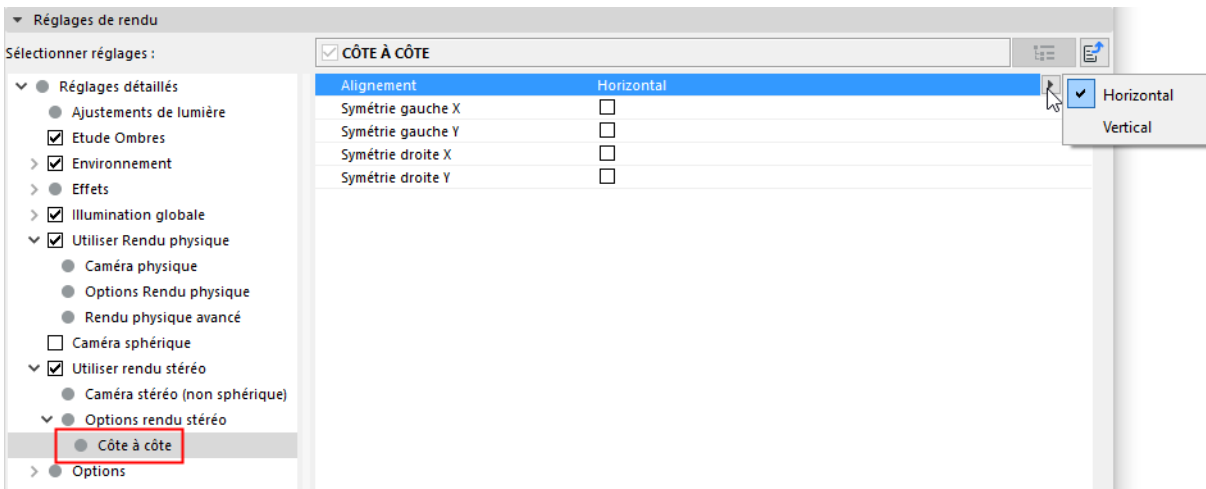 Réglages de rendu
Sélectionner réglages :
CÔTE À CÔTE
Réglages détaillés
Ajustements de lumière
Etude Ombres
Environnement
Effets
Illumination globale
Utiliser Rendu physique
Caméra physique
Options Rendu physique
Rendu physique avancé
Caméra sphérique
Utiliser rendu stéréo
Caméra stéréo (non sphérique)
Options rendu stéréo
Côte à côte
Options
Alignement Horizontal
Symétrie gauche X
Symétrie gauche Y
Symétrie droite X
Symétrie droite Y
Horizontal
Vertical